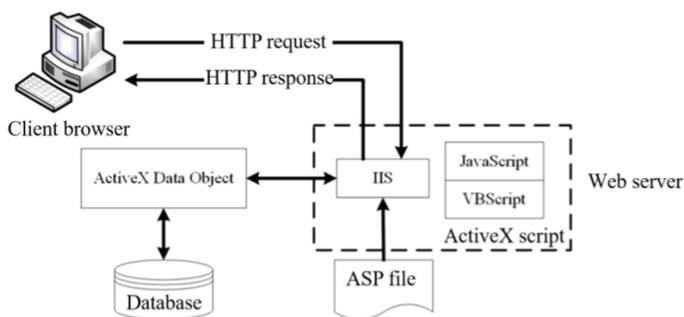 HTTP request
HTTP response
Client browser
ActiveX Data Object
IIS
JavaScript
VBScript
Web server
ActiveX script
ASP file
Database